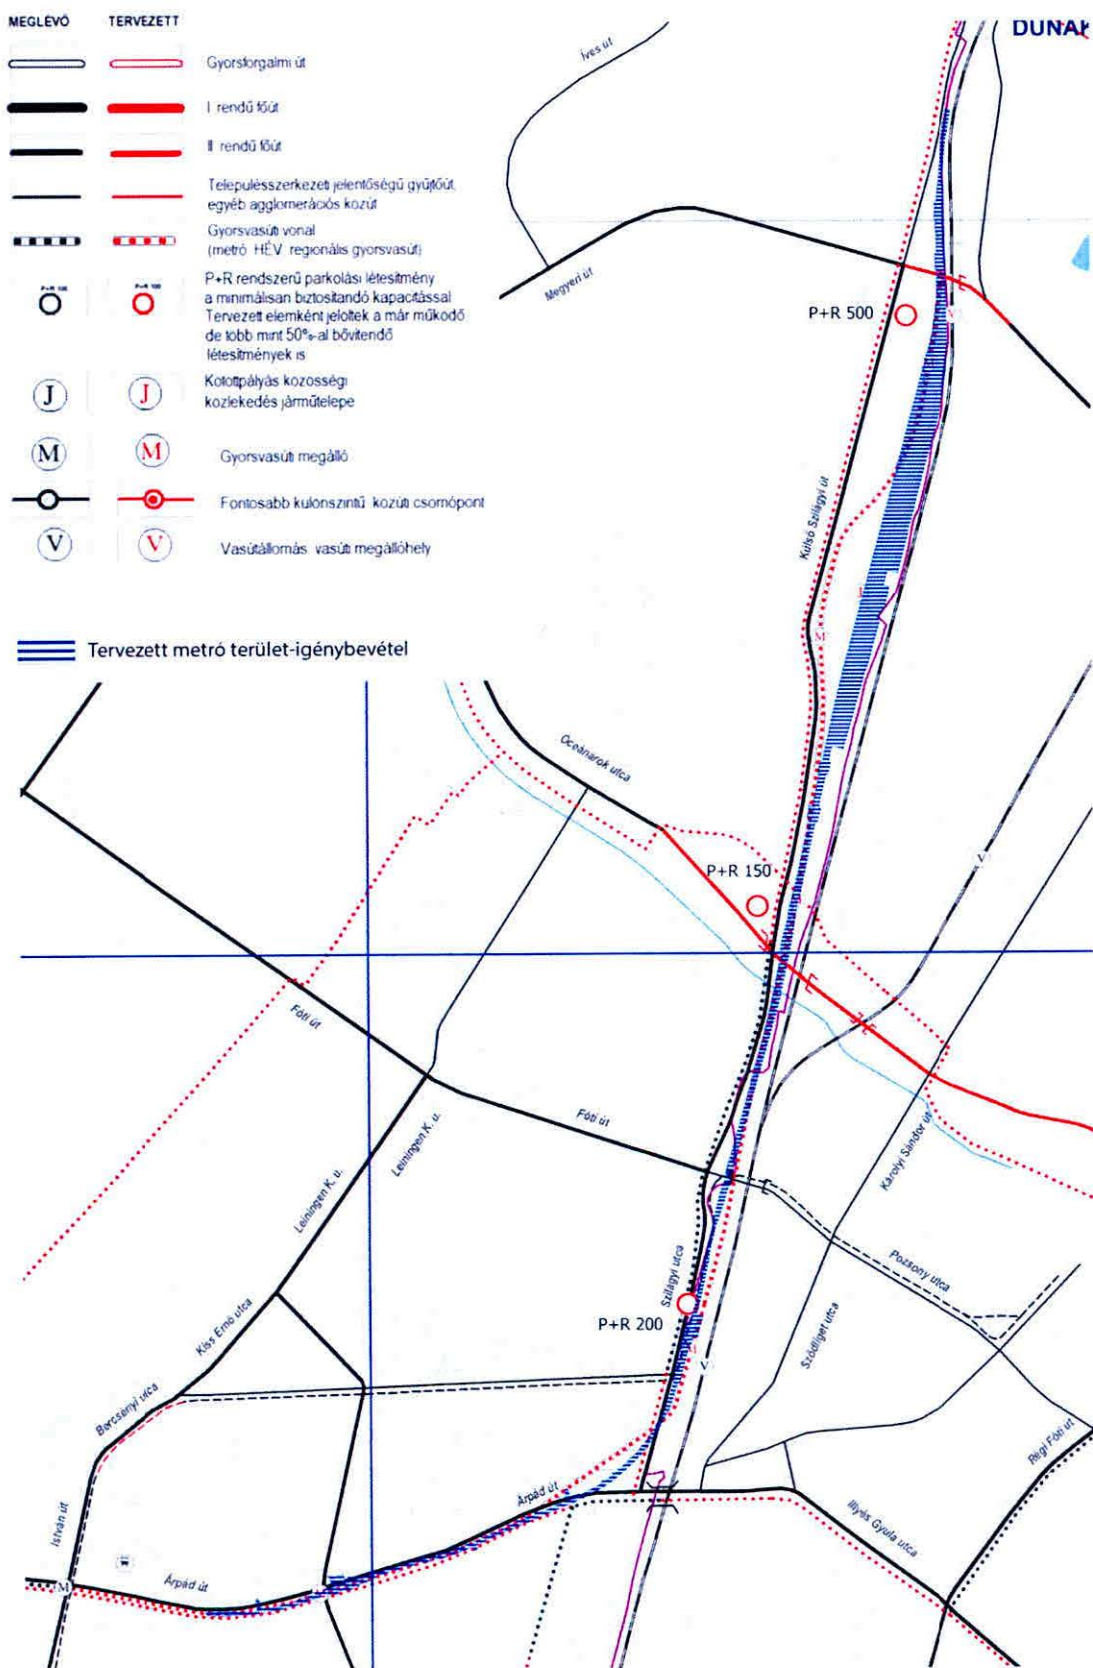 MEGLÉVŐ TERVEZETT
Gyorsforgalmi út
I rendű főút
II rendű főút
Településszerkezeti jelentőségű gyűjtőút,
egyéb agglomerációs közút
Gyorsvasúti vonal
(metró HÉV regionális gyorsvasút)
P+R 100 P+R 100
P+R rendszerű parkolási létesítmény
a minimálisan biztosítandó kapacitással
Tervezett elemként jelöltek a már működő
de több mint 50%-al bővítendő
létesítmények is
J J
Kötöttpályás közösségi
közlekedés járműtelepe
M M
Gyorsvasúti megálló
Fontosabb különszintű közúti csomópont
V V
Vasútállomás vasúti megállóhely
Tervezett metró terület-igénybevétel
DUNAK
Íves út
Megyeri út
P+R 500
V
Külső Szilágyi út
M
Óceánárok utca
P+R 150
V
Fóti út
Fóti út
Leiningen K. u.
Leiningen K. u.
Károlyi Sándor út
Pozsony utca
Szilágyi utca
P+R 200
V
Sződliget utca
Kiss Ernő utca
Bercsényi utca
Régi Fóti út
Árpád út
Illyés Gyula utca
István út
Árpád út
M